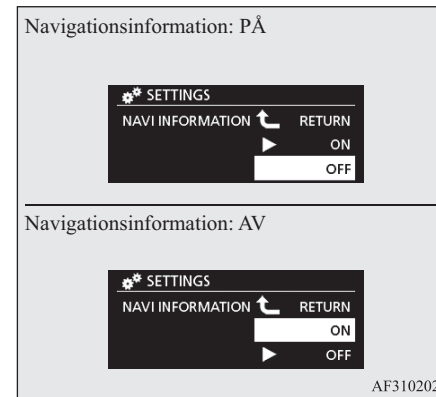 Navigationsinformation: PÅ
SETTINGS
NAVI INFORMATION RETURN
ON
OFF
Navigationsinformation: AV
SETTINGS
NAVI INFORMATION RETURN
ON
OFF
AF310202